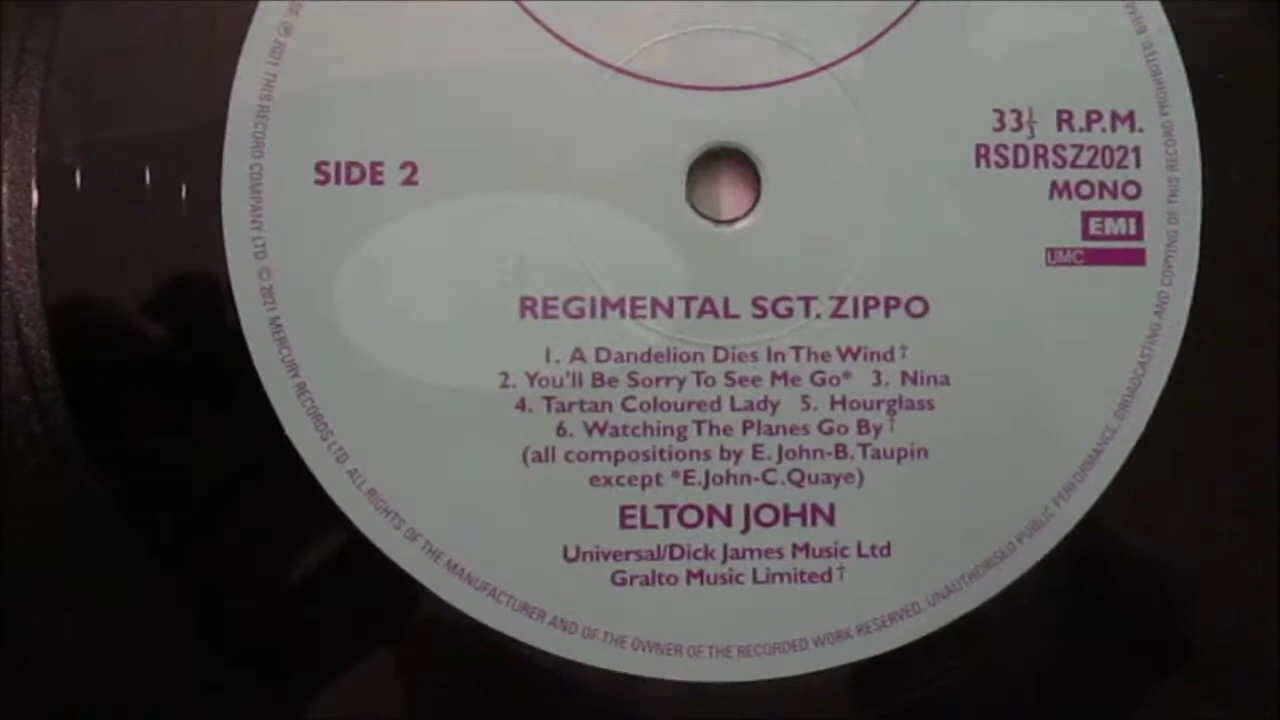 SIDE 2
33⅓ R.P.M.
RSDRSZ2021
MONO
EMI
UMC
REGIMENTAL SGT. ZIPPO
1. A Dandelion Dies In The Wind†
2. You'll Be Sorry To See Me Go* 3. Nina
4. Tartan Coloured Lady 5. Hourglass
6. Watching The Planes Go By†
(all compositions by E. John-B. Taupin
except *E.John-C.Quaye)
ELTON JOHN
Universal/Dick James Music Ltd
Gralto Music Limited†
℗ 2021 THIS RECORD COMPANY LTD. © 2021 MERCURY RECORDS LTD. ALL RIGHTS OF THE MANUFACTURER AND OF THE OWNER OF THE RECORDED WORK RESERVED. UNAUTHORISED PUBLIC PERFORMANCE, BROADCASTING AND COPYING OF THIS RECORD PROHIBITED.